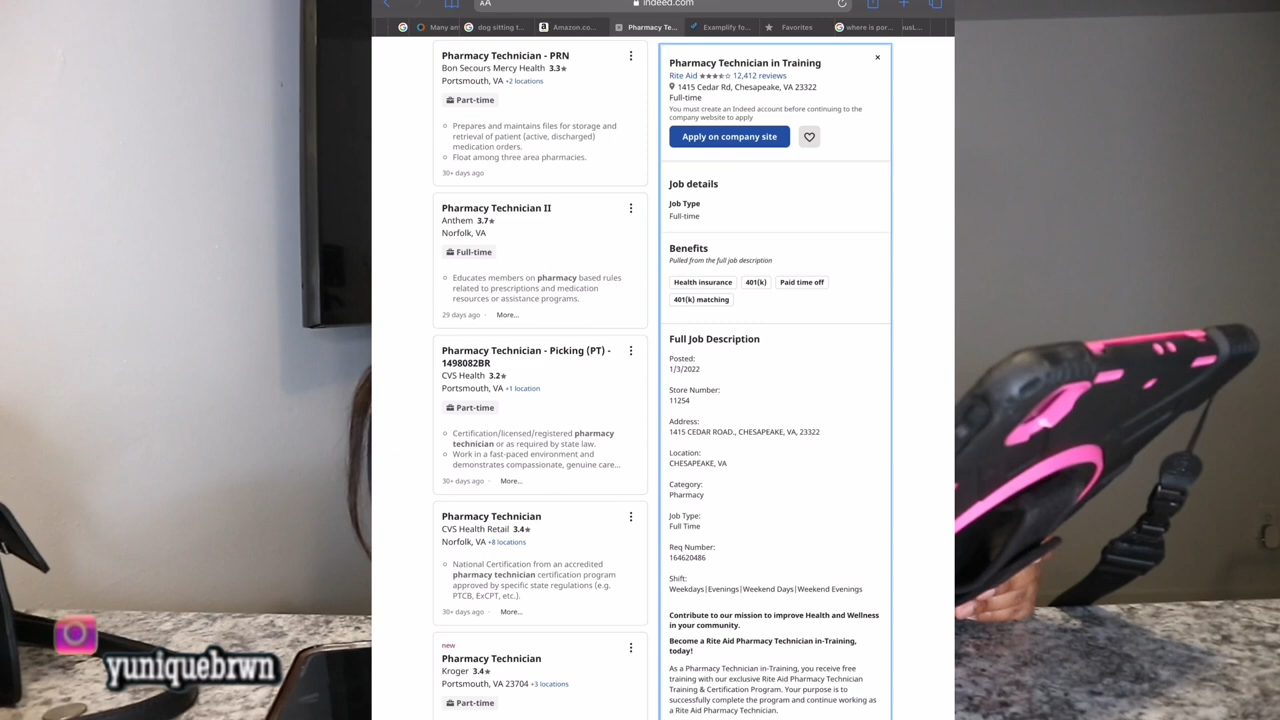 AA
indeed.com
Many an
dog sitting t...
Amazon.co...
Pharmacy Te...
Examplify fo...
Favorites
where is por...
Pharmacy Technician - PRN
Bon Secours Mercy Health 3.3★
Portsmouth, VA +2 locations
Part-time
Prepares and maintains files for storage and
retrieval of patient (active, discharged)
medication orders.
Float among three area pharmacies.
30+ days ago
Pharmacy Technician II
Anthem 3.7★
Norfolk, VA
Full-time
Educates members on pharmacy based rules
related to prescriptions and medication
resources or assistance programs.
29 days ago · More...
Pharmacy Technician - Picking (PT) -
1498082BR
CVS Health 3.2★
Portsmouth, VA +1 location
Part-time
Certification/licensed/registered pharmacy
technician or as required by state law.
Work in a fast-paced environment and
demonstrates compassionate, genuine care...
30+ days ago · More...
Pharmacy Technician
CVS Health Retail 3.4★
Norfolk, VA +8 locations
National Certification from an accredited
pharmacy technician certification program
approved by specific state regulations (e.g.
PTCB, ExCPT, etc.).
30+ days ago · More...
new
Pharmacy Technician
Kroger 3.4★
Portsmouth, VA 23704 +3 locations
Part-time
Pharmacy Technician in Training
Rite Aid 12,412 reviews
1415 Cedar Rd, Chesapeake, VA 23322
Full-time
You must create an Indeed account before continuing to the
company website to apply
Apply on company site
Job details
Job Type
Full-time
Benefits
Pulled from the full job description
Health insurance
401(k)
Paid time off
401(k) matching
Full Job Description
Posted:
1/3/2022
Store Number:
11254
Address:
1415 CEDAR ROAD., CHESAPEAKE, VA, 23322
Location:
CHESAPEAKE, VA
Category:
Pharmacy
Job Type:
Full Time
Req Number:
164620486
Shift:
Weekdays|Evenings|Weekend Days|Weekend Evenings
Contribute to our mission to improve Health and Wellness
in your community.
Become a Rite Aid Pharmacy Technician in-Training,
today!
As a Pharmacy Technician in-Training, you receive free
training with our exclusive Rite Aid Pharmacy Technician
Training & Certification Program. Your purpose is to
successfully complete the program and continue working as
a Rite Aid Pharmacy Technician.
yuniquebrwn